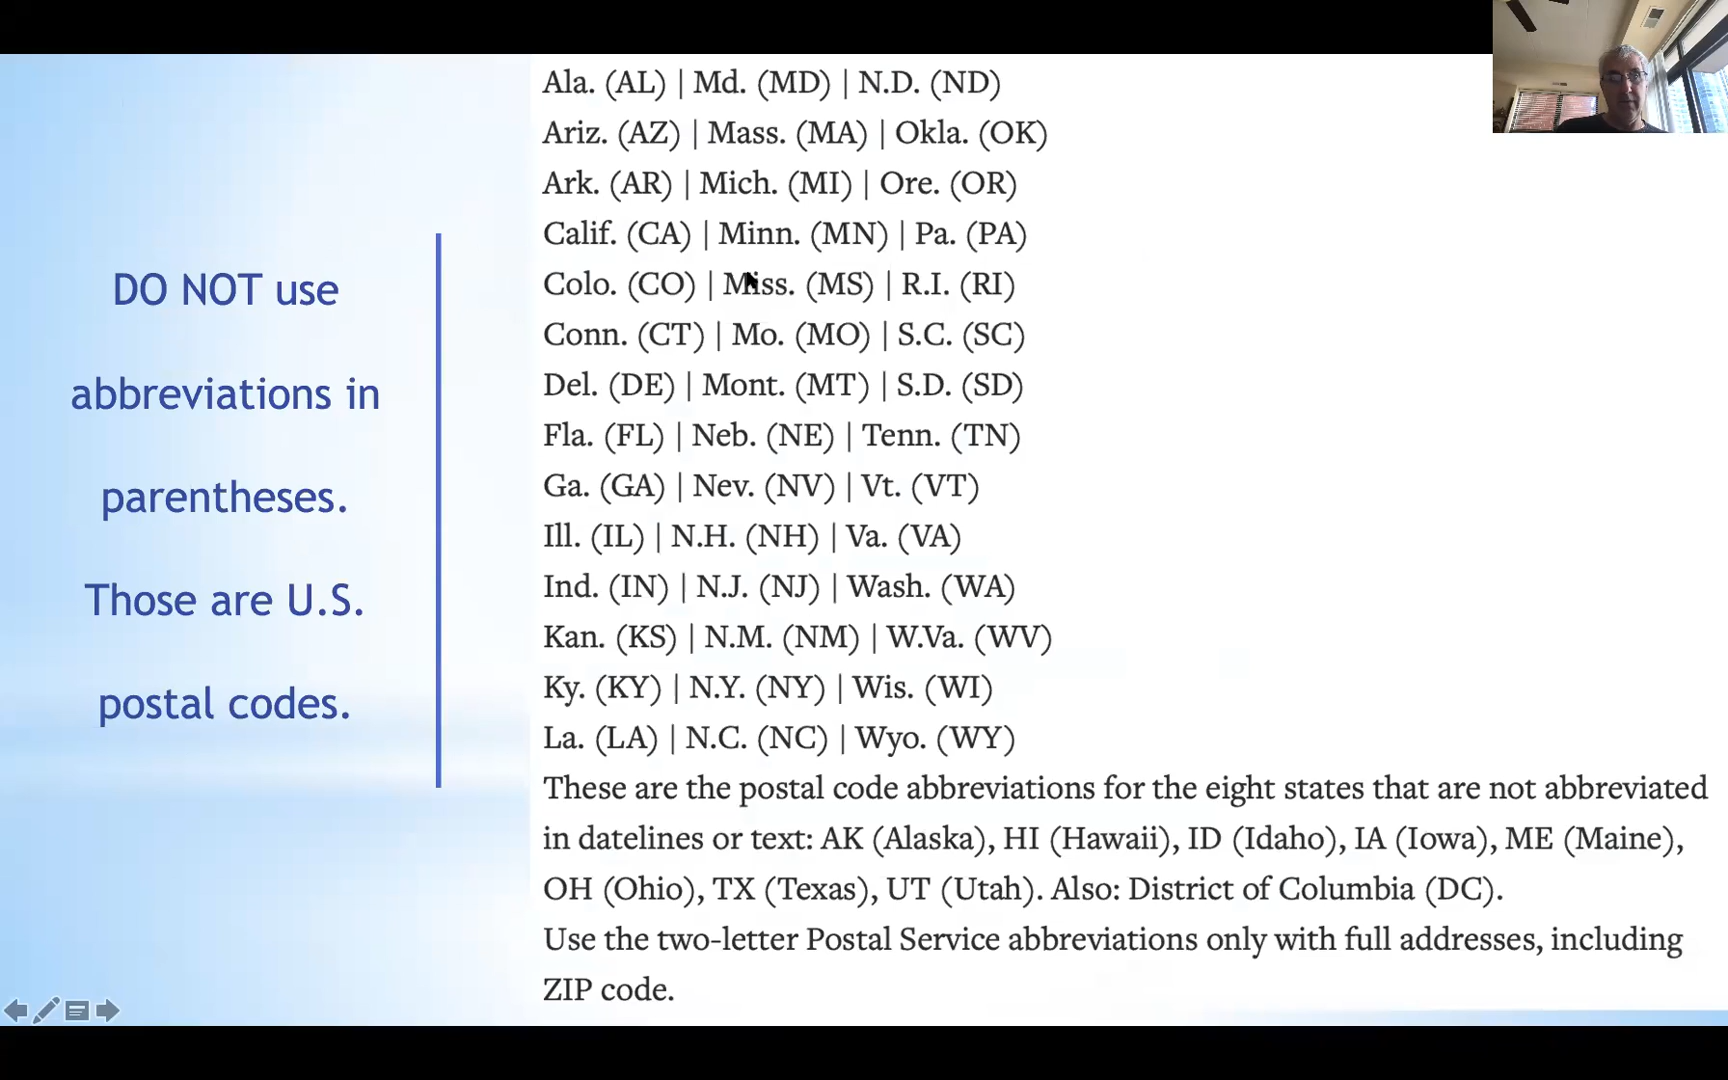 DO NOT use
abbreviations in
parentheses.
Those are U.S.
postal codes.
Ala. (AL) | Md. (MD) | N.D. (ND)
Ariz. (AZ) | Mass. (MA) | Okla. (OK)
Ark. (AR) | Mich. (MI) | Ore. (OR)
Calif. (CA) | Minn. (MN) | Pa. (PA)
Colo. (CO) | Miss. (MS) | R.I. (RI)
Conn. (CT) | Mo. (MO) | S.C. (SC)
Del. (DE) | Mont. (MT) | S.D. (SD)
Fla. (FL) | Neb. (NE) | Tenn. (TN)
Ga. (GA) | Nev. (NV) | Vt. (VT)
Ill. (IL) | N.H. (NH) | Va. (VA)
Ind. (IN) | N.J. (NJ) | Wash. (WA)
Kan. (KS) | N.M. (NM) | W.Va. (WV)
Ky. (KY) | N.Y. (NY) | Wis. (WI)
La. (LA) | N.C. (NC) | Wyo. (WY)
These are the postal code abbreviations for the eight states that are not abbreviated
in datelines or text: AK (Alaska), HI (Hawaii), ID (Idaho), IA (Iowa), ME (Maine),
OH (Ohio), TX (Texas), UT (Utah). Also: District of Columbia (DC).
Use the two-letter Postal Service abbreviations only with full addresses, including
ZIP code.